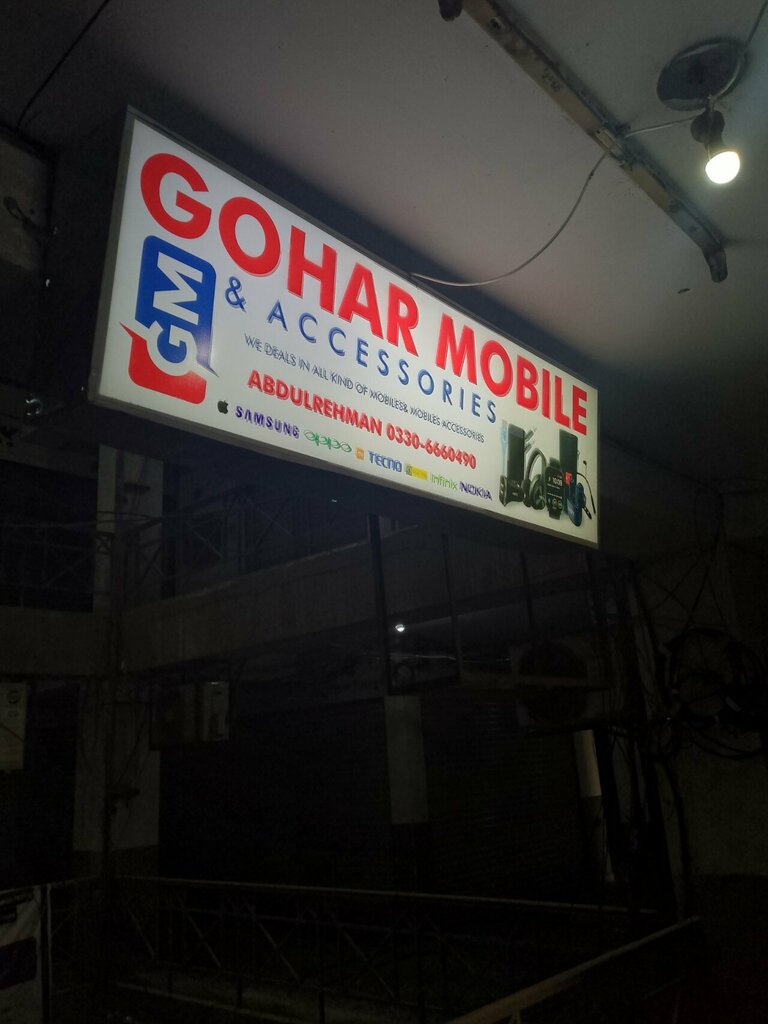 GOHAR MOBILE
& ACCESSORIES
GM
WE DEALS IN ALL KIND OF MOBILES& MOBILES ACCESSORIES
ABDULREHMAN 0330-6660490
SAMSUNG oppo TECNO Infinix NOKIA